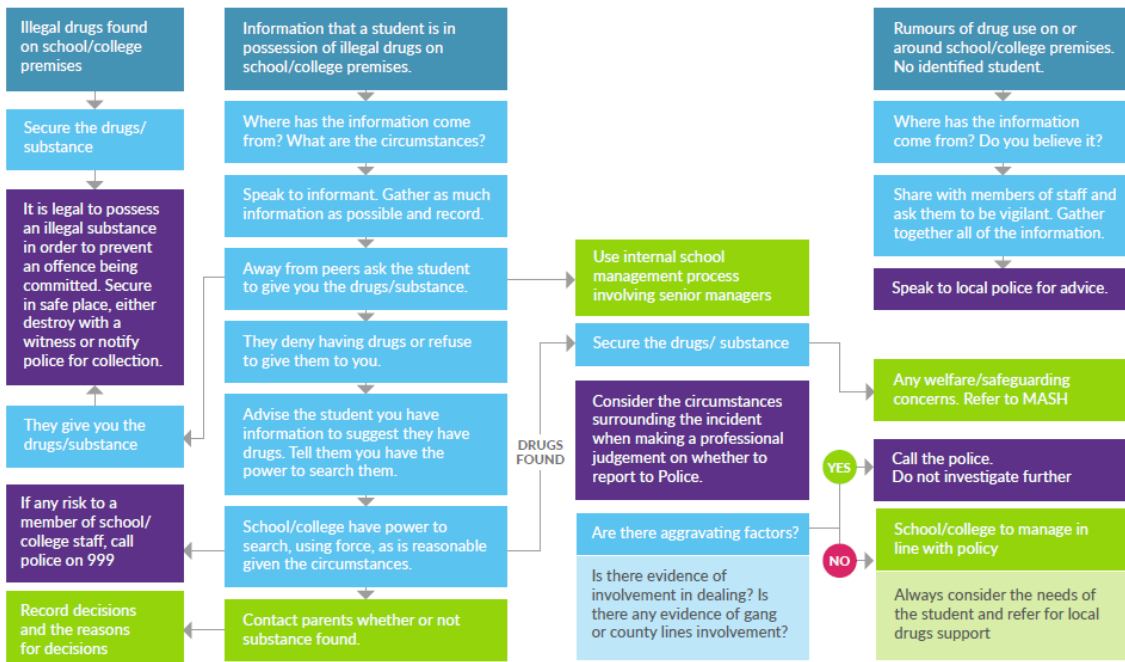 Illegal drugs found
on school/college
premises
Secure the drugs/
substance
It is legal to possess
an illegal substance
in order to prevent
an offence being
committed. Secure
in safe place, either
destroy with a
witness or notify
police for collection.
They give you the
drugs/substance
If any risk to a
member of school/
college staff, call
police on 999
Record decisions
and the reasons
for decisions
Information that a student is in
possession of illegal drugs on
school/college premises.
Where has the information come
from? What are the circumstances?
Speak to informant. Gather as much
information as possible and record.
Away from peers ask the student
to give you the drugs/substance.
They deny having drugs or refuse
to give them to you.
Advise the student you have
information to suggest they have
drugs. Tell them you have the
power to search them.
School/college have power to
search, using force, as is reasonable
given the circumstances.
Contact parents whether or not
substance found.
DRUGS
FOUND
Use internal school
management process
involving senior managers
Secure the drugs/ substance
Consider the circumstances
surrounding the incident
when making a professional
judgement on whether to
report to Police.
Are there aggravating factors?
Is there evidence of
involvement in dealing? Is
there any evidence of gang
or county lines involvement?
YES
NO
Rumours of drug use on or
around school/college premises.
No identified student.
Where has the information
come from? Do you believe it?
Share with members of staff and
ask them to be vigilant. Gather
together all of the information.
Speak to local police for advice.
Any welfare/safeguarding
concerns. Refer to MASH
Call the police.
Do not investigate further
School/college to manage in
line with policy
Always consider the needs of
the student and refer for local
drugs support